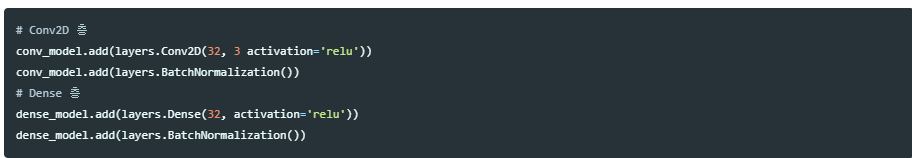 # Conv2D 층
conv_model.add(layers.Conv2D(32, 3 activation='relu'))
conv_model.add(layers.BatchNormalization())
# Dense 층
dense_model.add(layers.Dense(32, activation='relu'))
dense_model.add(layers.BatchNormalization())